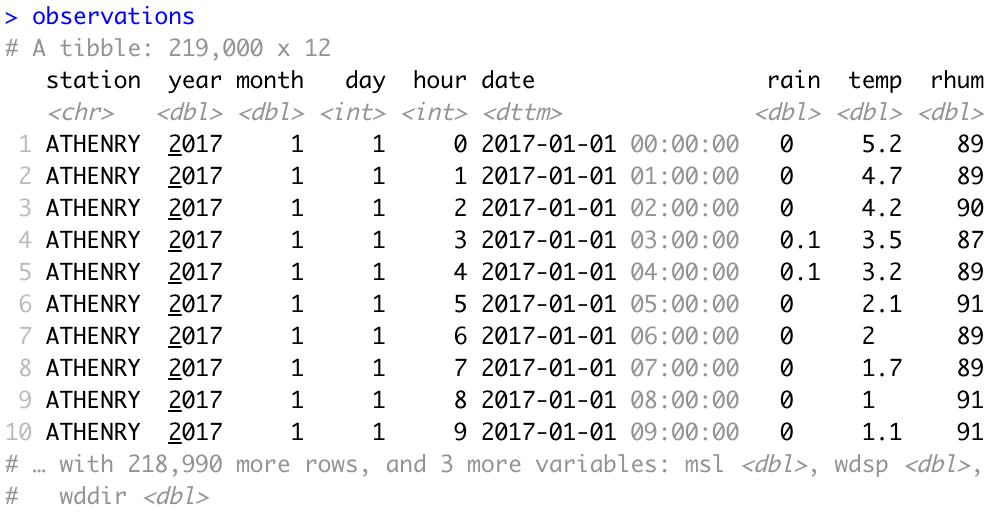 > observations
# A tibble: 219,000 x 12
station year month day hour date rain temp rhum
<chr> <dbl> <dbl> <int> <int> <dttm> <dbl> <dbl> <dbl>
1 ATHENRY 2017 1 1 0 2017-01-01 00:00:00 0 5.2 89
2 ATHENRY 2017 1 1 1 2017-01-01 01:00:00 0 4.7 89
3 ATHENRY 2017 1 1 2 2017-01-01 02:00:00 0 4.2 90
4 ATHENRY 2017 1 1 3 2017-01-01 03:00:00 0.1 3.5 87
5 ATHENRY 2017 1 1 4 2017-01-01 04:00:00 0.1 3.2 89
6 ATHENRY 2017 1 1 5 2017-01-01 05:00:00 0 2.1 91
7 ATHENRY 2017 1 1 6 2017-01-01 06:00:00 0 2 89
8 ATHENRY 2017 1 1 7 2017-01-01 07:00:00 0 1.7 89
9 ATHENRY 2017 1 1 8 2017-01-01 08:00:00 0 1 91
10 ATHENRY 2017 1 1 9 2017-01-01 09:00:00 0 1.1 91
# … with 218,990 more rows, and 3 more variables: msl <dbl>, wdsp <dbl>,
# wddir <dbl>